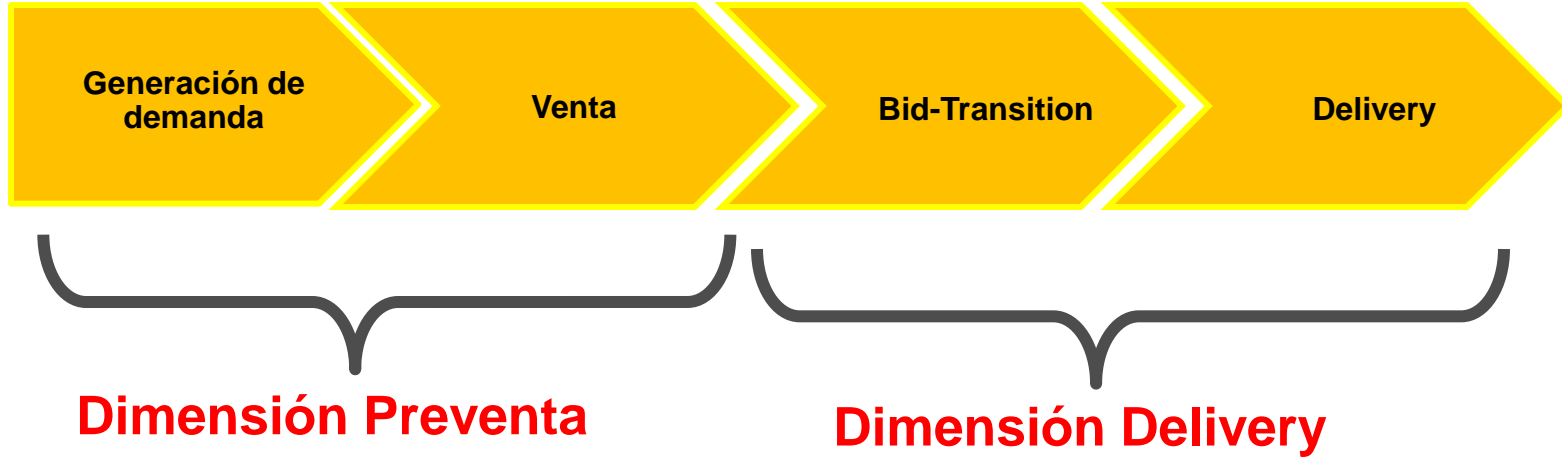 Generación de
demanda
Venta
Bid-Transition
Delivery
Dimensión Preventa
Dimensión Delivery